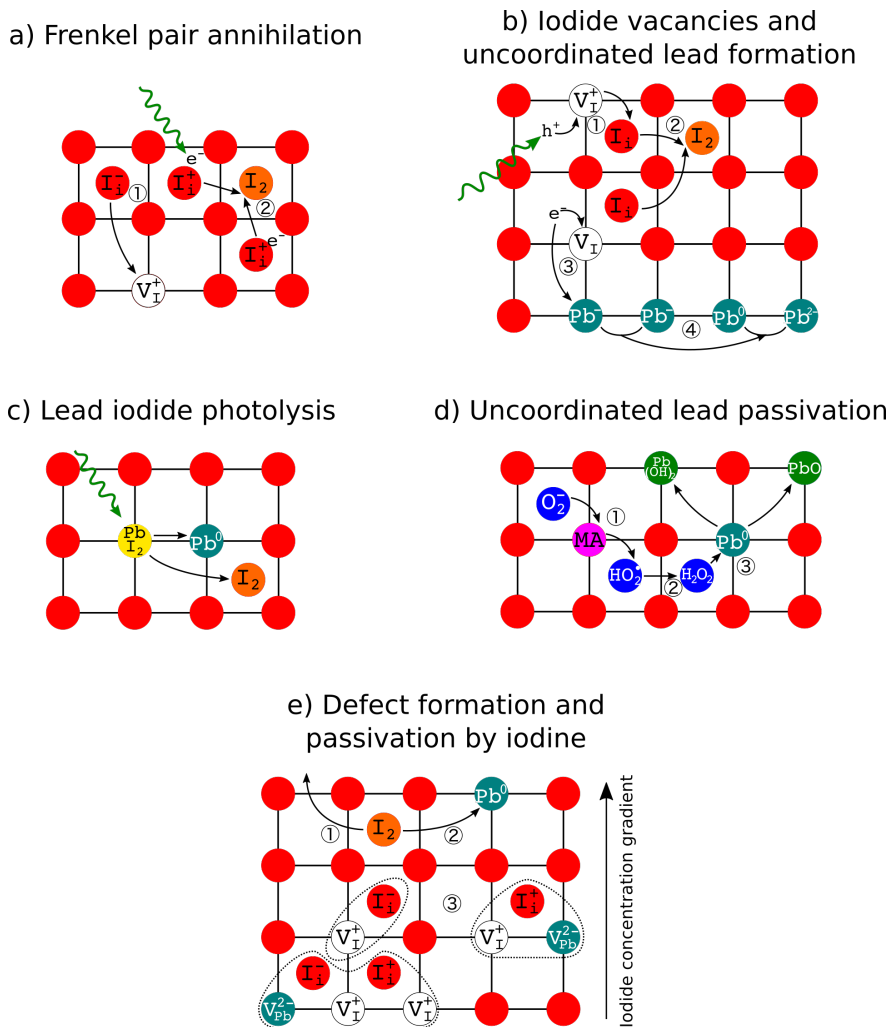 a) Frenkel pair annihilation
e⁻
I⁻ᵢ ① I⁺ᵢ I₂
②
I⁺ᵢ e⁻
V⁺I
b) Iodide vacancies and
uncoordinated lead formation
V⁺I
h⁺ ① Iᵢ ② I₂
Iᵢ
e⁻
VI
③
Pb⁻ Pb⁻ Pb⁰ Pb²⁻
④
c) Lead iodide photolysis
Pb
I₂
Pb⁰
I₂
d) Uncoordinated lead passivation
Pb
(OH)₂
PbO
O₂⁻
①
MA Pb⁰
HO₂• ② H₂O₂ ③
e) Defect formation and
passivation by iodine
Pb⁰
① I₂ ②
I⁻ᵢ ③ I⁺ᵢ
V⁺I V⁺I V²⁻Pb
I⁻ᵢ I⁺ᵢ
V²⁻Pb V⁺I V⁺I
Iodide concentration gradient